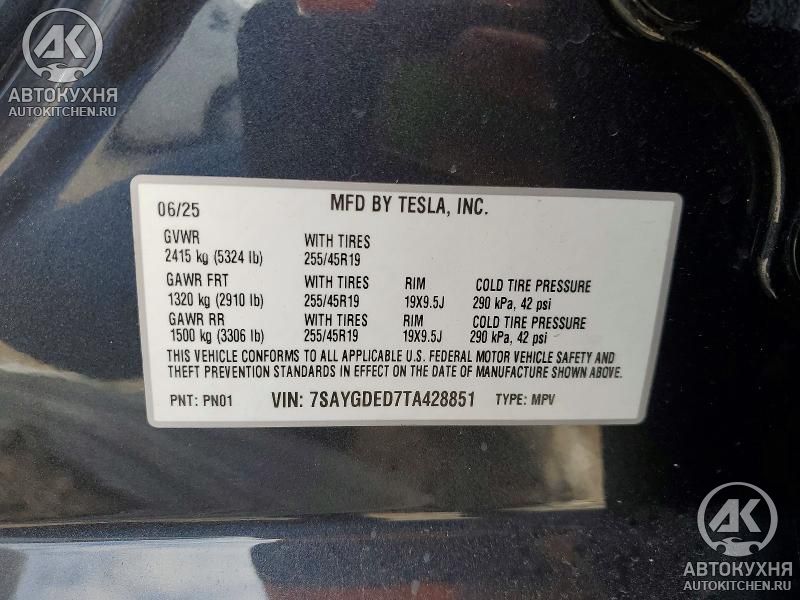 AK
АВТОКУХНЯ
AUTOKITCHEN.RU
06/25 MFD BY TESLA, INC.
GVWR WITH TIRES
2415 kg (5324 lb) 255/45R19
GAWR FRT WITH TIRES RIM COLD TIRE PRESSURE
1320 kg (2910 lb) 255/45R19 19X9.5J 290 kPa, 42 psi
GAWR RR WITH TIRES RIM COLD TIRE PRESSURE
1500 kg (3306 lb) 255/45R19 19X9.5J 290 kPa, 42 psi
THIS VEHICLE CONFORMS TO ALL APPLICABLE U.S. FEDERAL MOTOR VEHICLE SAFETY AND
THEFT PREVENTION STANDARDS IN EFFECT ON THE DATE OF MANUFACTURE SHOWN ABOVE.
PNT: PN01 VIN: 7SAYGDED7TA428851 TYPE: MPV
AK
АВТОКУХНЯ
AUTOKITCHEN.RU